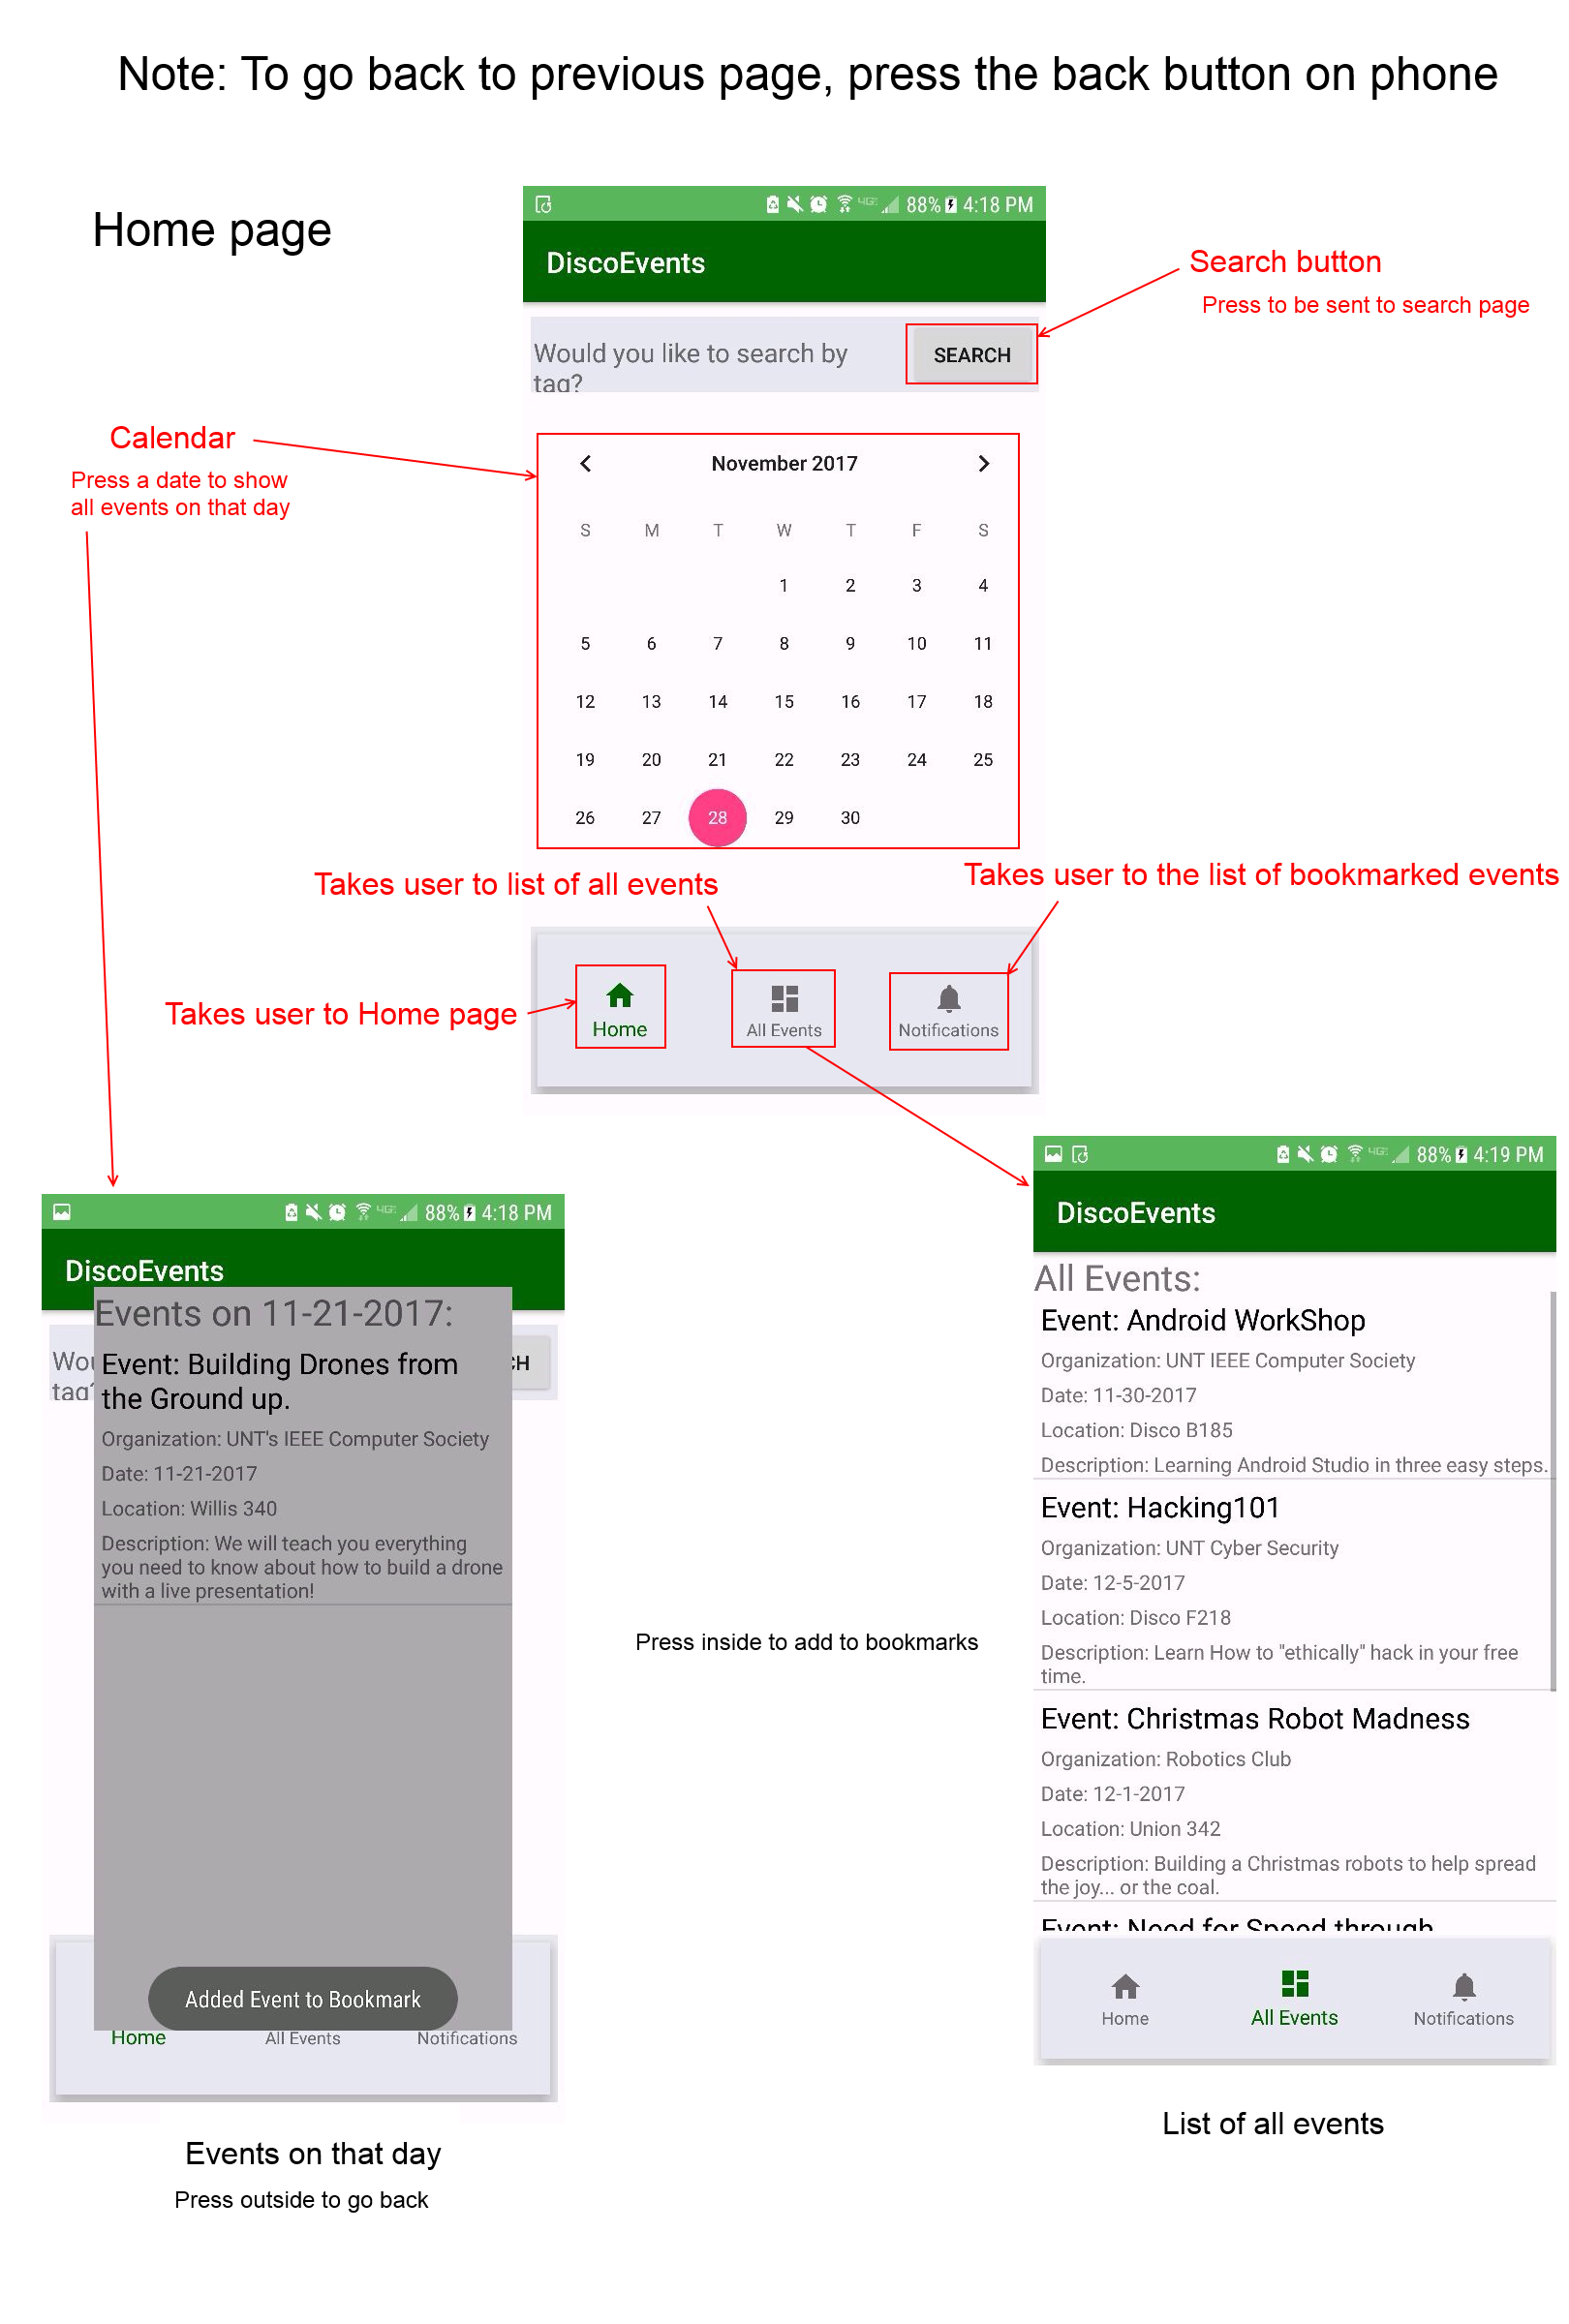 Note: To go back to previous page, press the back button on phone
Home page
88% 4:18 PM
DiscoEvents
Search button
Press to be sent to search page
Would you like to search by
tag?
SEARCH
Calendar
Press a date to show
all events on that day
November 2017
S M T W T F S
1 2 3 4
5 6 7 8 9 10 11
12 13 14 15 16 17 18
19 20 21 22 23 24 25
26 27 28 29 30
Takes user to list of all events
Takes user to the list of bookmarked events
Takes user to Home page
Home
All Events
Notifications
88% 4:18 PM
DiscoEvents
Events on 11-21-2017:
Event: Building Drones from
the Ground up.
Organization: UNT's IEEE Computer Society
Date: 11-21-2017
Location: Willis 340
Description: We will teach you everything
you need to know about how to build a drone
with a live presentation!
Added Event to Bookmark
Home
All Events
Notifications
Events on that day
Press outside to go back
Press inside to add to bookmarks
88% 4:19 PM
DiscoEvents
All Events:
Event: Android WorkShop
Organization: UNT IEEE Computer Society
Date: 11-30-2017
Location: Disco B185
Description: Learning Android Studio in three easy steps.
Event: Hacking101
Organization: UNT Cyber Security
Date: 12-5-2017
Location: Disco F218
Description: Learn How to "ethically" hack in your free
time.
Event: Christmas Robot Madness
Organization: Robotics Club
Date: 12-1-2017
Location: Union 342
Description: Building a Christmas robots to help spread
the joy... or the coal.
Event: Need for Speed through
Home
All Events
Notifications
List of all events